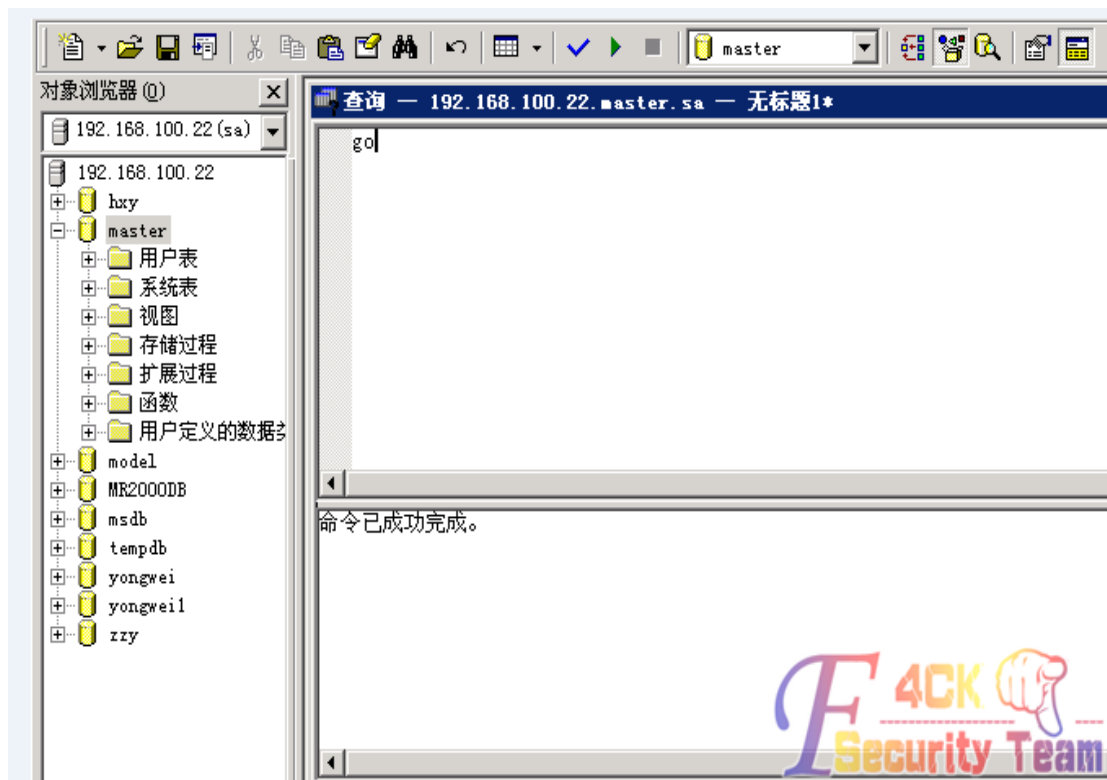 master
对象浏览器(O)
192.168.100.22(sa)
192.168.100.22
hxy
master
用户表
系统表
视图
存储过程
扩展过程
函数
用户定义的数据类
model
MR2000DB
msdb
tempdb
yongwei
yongwei1
zzy
查询 — 192.168.100.22.master.sa — 无标题1*
go
命令已成功完成。
F 4CK
Security Team